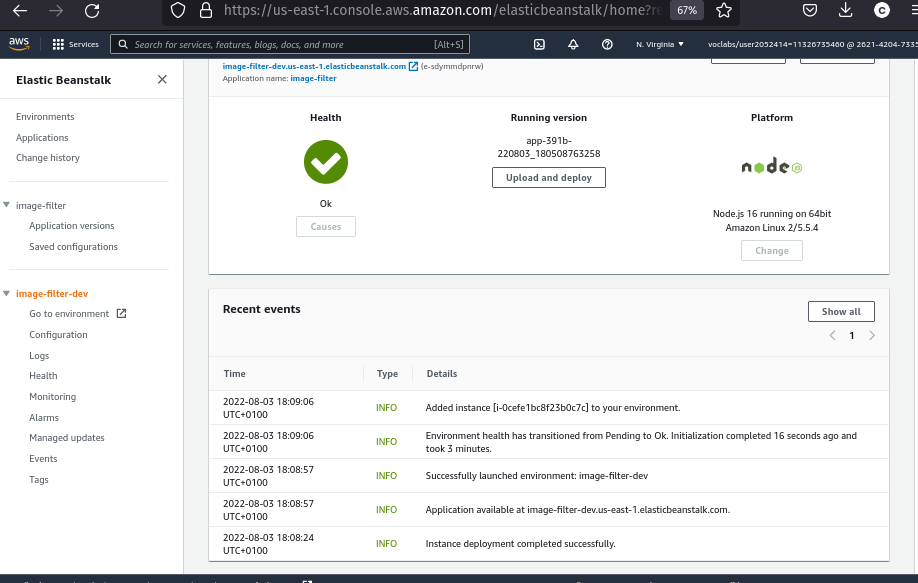 https://us-east-1.console.aws.amazon.com/elasticbeanstalk/home?re
67%
C
aws
Services
Search for services, features, blogs, docs, and more
[Alt+S]
N. Virginia ▼
voclabs/user2052414=11326735460 @ 2621-4204-7335
Elastic Beanstalk
Environments
Applications
Change history
image-filter
Application versions
Saved configurations
image-filter-dev
Go to environment
Configuration
Logs
Health
Monitoring
Alarms
Managed updates
Events
Tags
image-filter-dev.us-east-1.elasticbeanstalk.com (e-sdymmdpnrw)
Application name: image-filter
Health
Ok
Causes
Running version
app-391b-
220803_180508763258
Upload and deploy
Platform
node
JS
Node.js 16 running on 64bit
Amazon Linux 2/5.5.4
Change
Recent events
Show all
1
Time Type Details
2022-08-03 18:09:06
UTC+0100
INFO
Added instance [i-0cefe1bc8f23b0c7c] to your environment.
2022-08-03 18:09:06
UTC+0100
INFO
Environment health has transitioned from Pending to Ok. Initialization completed 16 seconds ago and
took 3 minutes.
2022-08-03 18:08:57
UTC+0100
INFO
Successfully launched environment: image-filter-dev
2022-08-03 18:08:57
UTC+0100
INFO
Application available at image-filter-dev.us-east-1.elasticbeanstalk.com.
2022-08-03 18:08:24
UTC+0100
INFO
Instance deployment completed successfully.